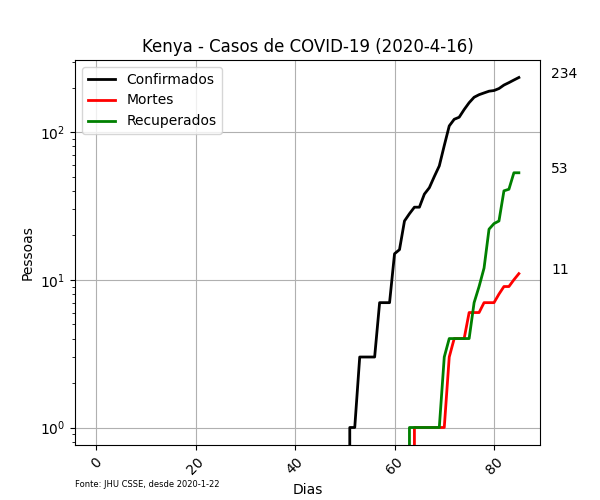 Kenya - Casos de COVID-19 (2020-4-16)
Confirmados
Mortes
Recuperados
234
53
11
10²
10¹
10⁰
Pessoas
0
20
40
60
80
Dias
Fonte: JHU CSSE, desde 2020-1-22